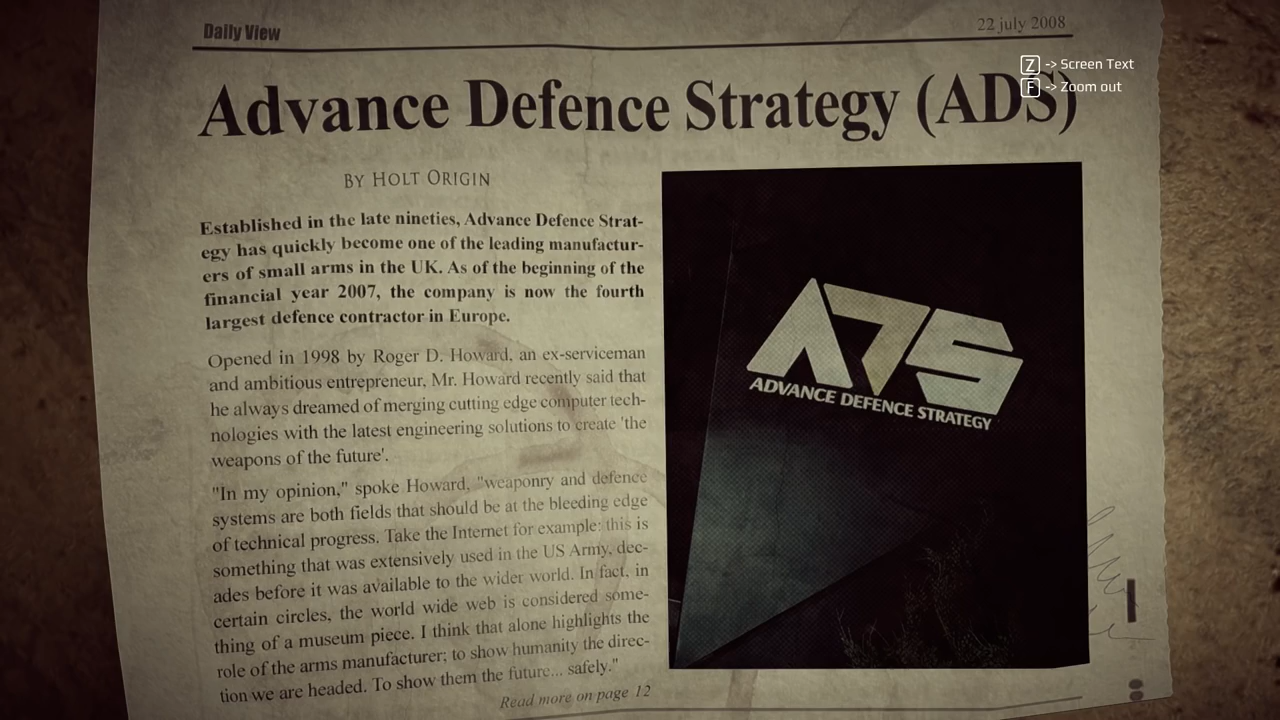 Daily View
22 july 2008
Z -> Screen Text
F -> Zoom out
Advance Defence Strategy (ADS)
BY HOLT ORIGIN
Established in the late nineties, Advance Defence Strat-
egy has quickly become one of the leading manufactur-
ers of small arms in the UK. As of the beginning of the
financial year 2007, the company is now the fourth
largest defence contractor in Europe.
Opened in 1998 by Roger D. Howard, an ex-serviceman
and ambitious entrepreneur, Mr. Howard recently said that
he always dreamed of merging cutting edge computer tech-
nologies with the latest engineering solutions to create 'the
weapons of the future'.
"In my opinion," spoke Howard, "weaponry and defence
systems are both fields that should be at the bleeding edge
of technical progress. Take the Internet for example: this is
something that was extensively used in the US Army, dec-
ades before it was available to the wider world. In fact, in
certain circles, the world wide web is considered some-
thing of a museum piece. I think that alone highlights the
role of the arms manufacturer; to show humanity the direc-
tion we are headed. To show them the future... safely."
Read more on page 12
ADVANCE DEFENCE STRATEGY